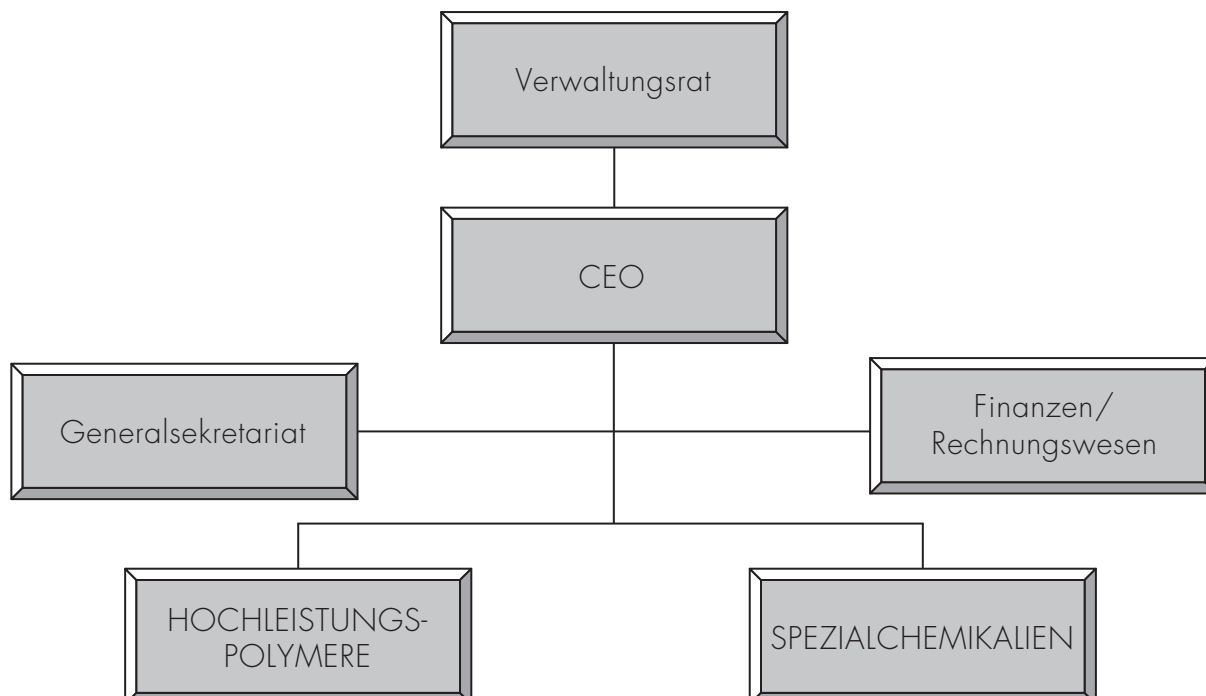 Verwaltungsrat
CEO
Generalsekretariat
Finanzen/
Rechnungswesen
HOCHLEISTUNGS-
POLYMERE
SPEZIALCHEMIKALIEN